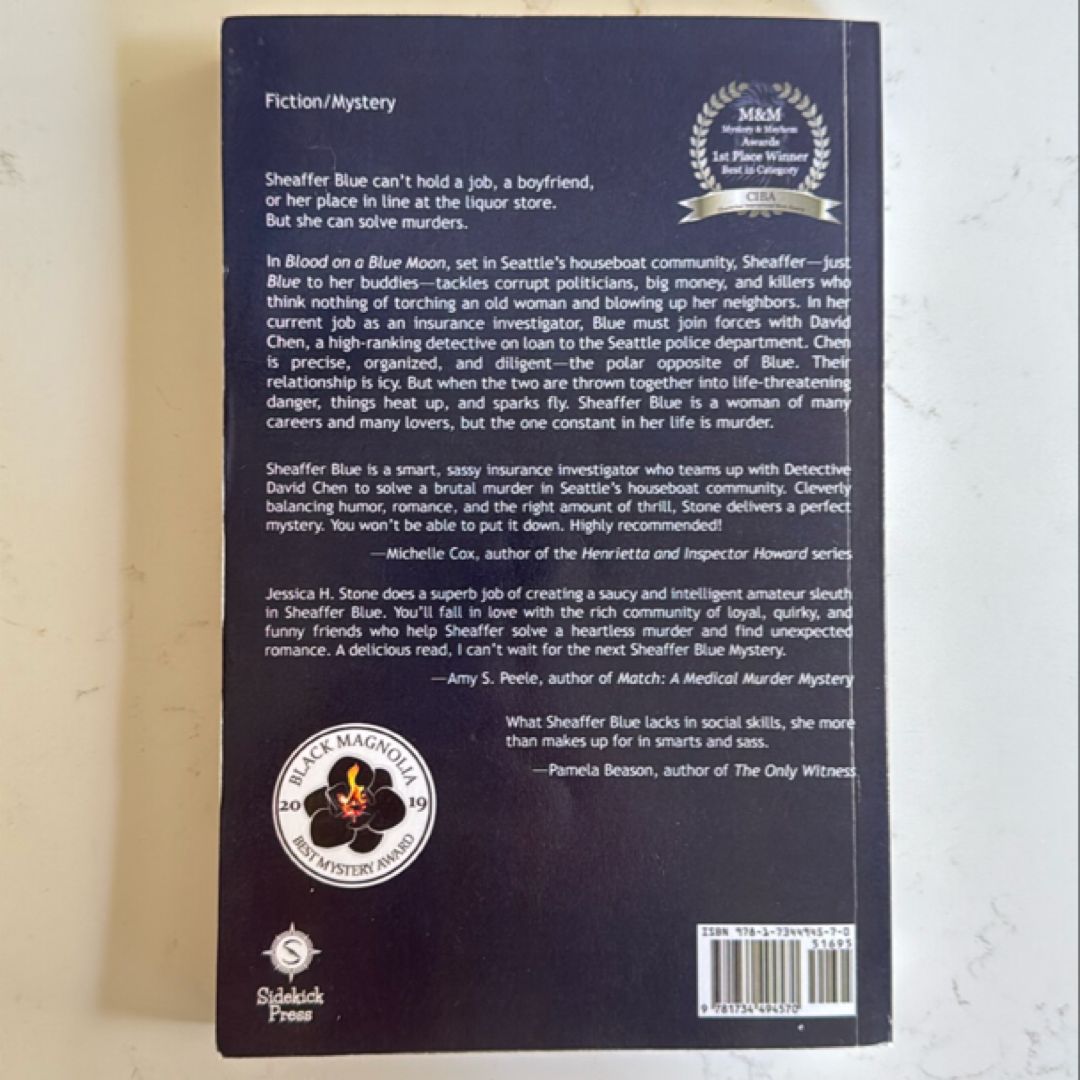 Fiction/Mystery
M&M
Mystery & Mayhem
Awards
1st Place Winner
Best in Category
CIBA
Sheaffer Blue can't hold a job, a boyfriend,
or her place in line at the liquor store.
But she can solve murders.
In Blood on a Blue Moon, set in Seattle's houseboat community, Sheaffer—just
Blue to her buddies—tackles corrupt politicians, big money, and killers who
think nothing of torching an old woman and blowing up her neighbors. In her
current job as an insurance investigator, Blue must join forces with David
Chen, a high-ranking detective on loan to the Seattle police department. Chen
is precise, organized, and diligent—the polar opposite of Blue. Their
relationship is icy. But when the two are thrown together into life-threatening
danger, things heat up, and sparks fly. Sheaffer Blue is a woman of many
careers and many lovers, but the one constant in her life is murder.
Sheaffer Blue is a smart, sassy insurance investigator who teams up with Detective
David Chen to solve a brutal murder in Seattle's houseboat community. Cleverly
balancing humor, romance, and the right amount of thrill, Stone delivers a perfect
mystery. You won't be able to put it down. Highly recommended!
—Michelle Cox, author of the Henrietta and Inspector Howard series
Jessica H. Stone does a superb job of creating a saucy and intelligent amateur sleuth
in Sheaffer Blue. You'll fall in love with the rich community of loyal, quirky, and
funny friends who help Sheaffer solve a heartless murder and find unexpected
romance. A delicious read, I can't wait for the next Sheaffer Blue Mystery.
—Amy S. Peele, author of Match: A Medical Murder Mystery
What Sheaffer Blue lacks in social skills, she more
than makes up for in smarts and sass.
—Pamela Beason, author of The Only Witness
BLACK MAGNOLIA
2019
BEST MYSTERY AWARD
S
Sidekick
Press
ISBN 978-1-7344945-7-0
51695
9 781734 494570